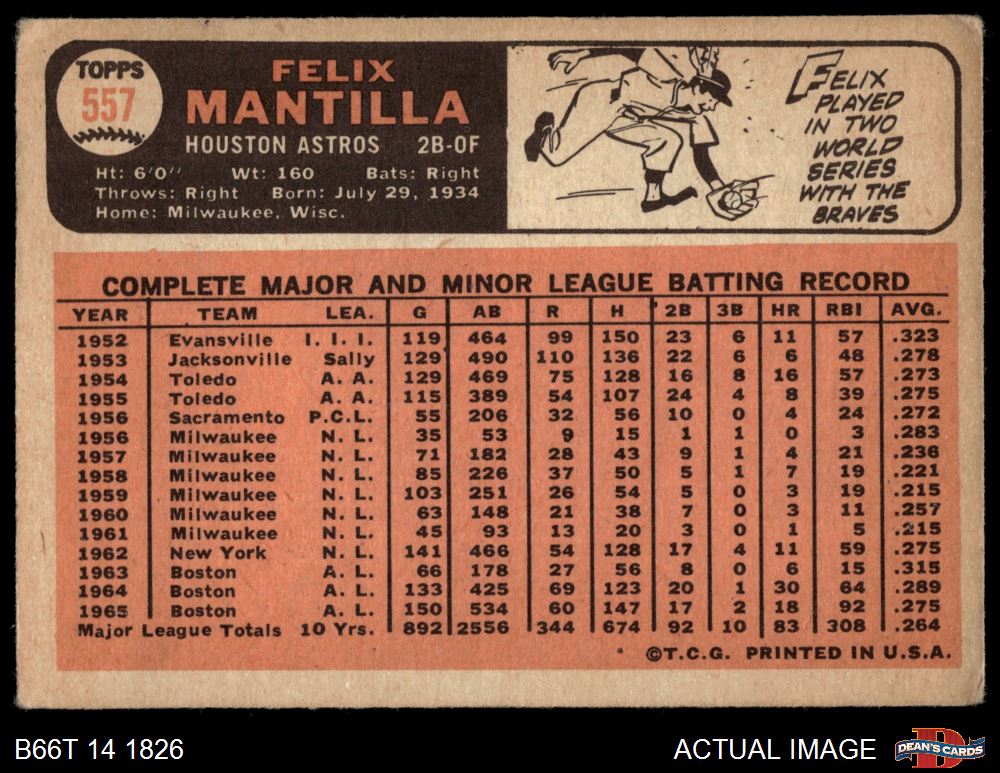 TOPPS
557
FELIX
MANTILLA
HOUSTON ASTROS 2B-OF
Ht: 6'0'' Wt: 160 Bats: Right
Throws: Right Born: July 29, 1934
Home: Milwaukee, Wisc.
FELIX
PLAYED
IN TWO
WORLD
SERIES
WITH THE
BRAVES
COMPLETE MAJOR AND MINOR LEAGUE BATTING RECORD
YEAR TEAM LEA. G AB R H 2B 3B HR RBI AVG.
1952 Evansville I. I. I. 119 464 99 150 23 6 11 57 .323
1953 Jacksonville Sally 129 490 110 136 22 6 6 48 .278
1954 Toledo A. A. 129 469 75 128 16 8 16 57 .273
1955 Toledo A. A. 115 389 54 107 24 4 8 39 .275
1956 Sacramento P.C.L. 55 206 32 56 10 0 4 24 .272
1956 Milwaukee N. L. 35 53 9 15 1 1 0 3 .283
1957 Milwaukee N. L. 71 182 28 43 9 1 4 21 .236
1958 Milwaukee N. L. 85 226 37 50 5 1 7 19 .221
1959 Milwaukee N. L. 103 251 26 54 5 0 3 19 .215
1960 Milwaukee N. L. 63 148 21 38 7 0 3 11 .257
1961 Milwaukee N. L. 45 93 13 20 3 0 1 5 .215
1962 New York N. L. 141 466 54 128 17 4 11 59 .275
1963 Boston A. L. 66 178 27 56 8 0 6 15 .315
1964 Boston A. L. 133 425 69 123 20 1 30 64 .289
1965 Boston A. L. 150 534 60 147 17 2 18 92 .275
Major League Totals 10 Yrs. 892 2556 344 674 92 10 83 308 .264
©T.C.G. PRINTED IN U.S.A.
B66T 14 1826 ACTUAL IMAGE
D
DEAN'S CARDS